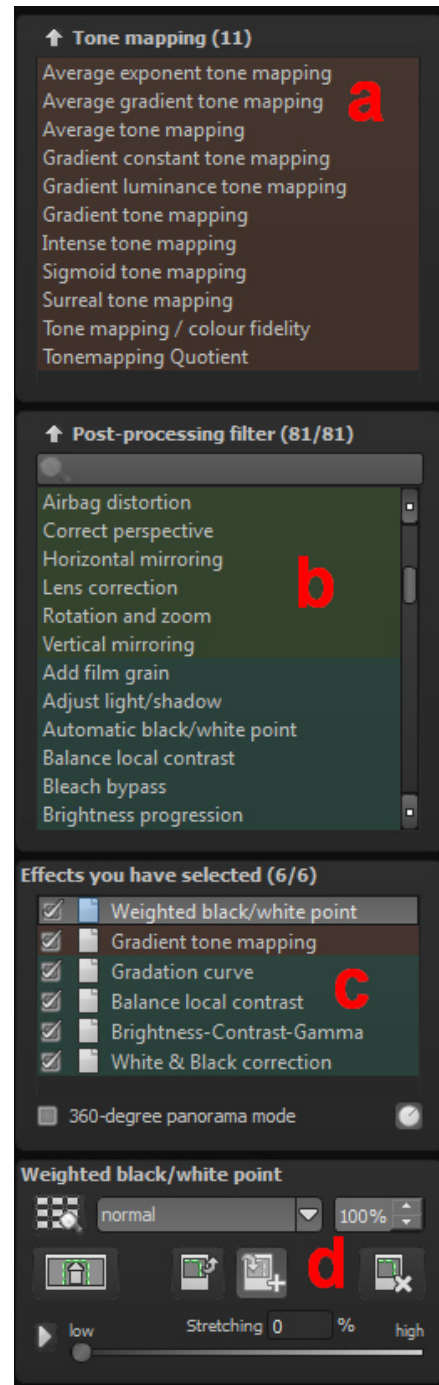 Tone mapping (11)
Average exponent tone mapping
a
Average gradient tone mapping
Average tone mapping
Gradient constant tone mapping
Gradient luminance tone mapping
Gradient tone mapping
Intense tone mapping
Sigmoid tone mapping
Surreal tone mapping
Tone mapping / colour fidelity
Tonemapping Quotient
Post-processing filter (81/81)
Airbag distortion
Correct perspective
Horizontal mirroring
b
Lens correction
Rotation and zoom
Vertical mirroring
Add film grain
Adjust light/shadow
Automatic black/white point
Balance local contrast
Bleach bypass
Brightness progression
Effects you have selected (6/6)
Weighted black/white point
Gradient tone mapping
Gradation curve
c
Balance local contrast
Brightness-Contrast-Gamma
White & Black correction
360-degree panorama mode
Weighted black/white point
normal 100%
d
low Stretching 0 % high